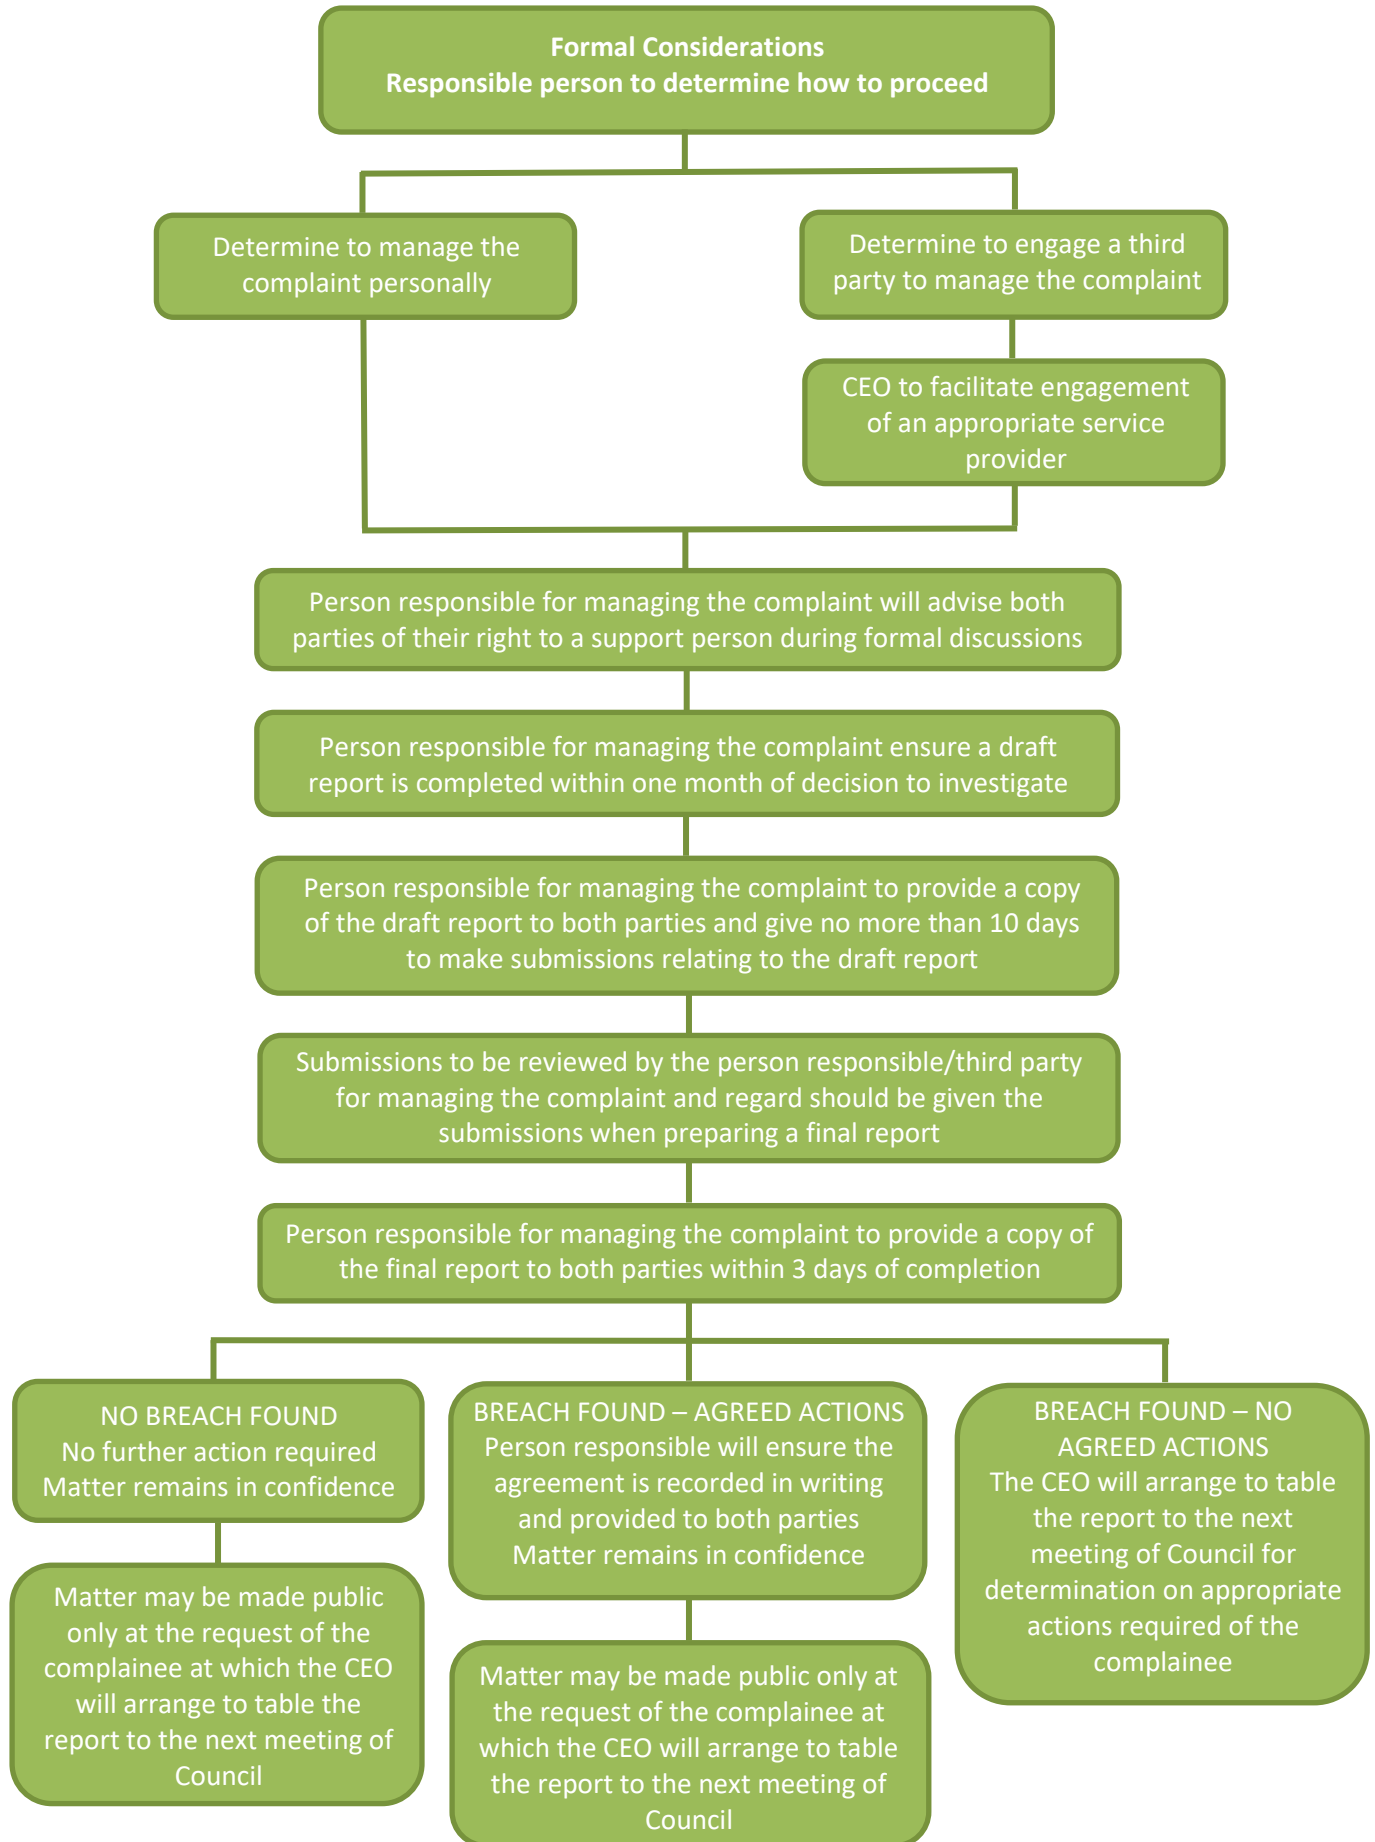 Formal Considerations
Responsible person to determine how to proceed
Determine to manage the
complaint personally
Determine to engage a third
party to manage the complaint
CEO to facilitate engagement
of an appropriate service
provider
Person responsible for managing the complaint will advise both
parties of their right to a support person during formal discussions
Person responsible for managing the complaint ensure a draft
report is completed within one month of decision to investigate
Person responsible for managing the complaint to provide a copy
of the draft report to both parties and give no more than 10 days
to make submissions relating to the draft report
Submissions to be reviewed by the person responsible/third party
for managing the complaint and regard should be given the
submissions when preparing a final report
Person responsible for managing the complaint to provide a copy of
the final report to both parties within 3 days of completion
NO BREACH FOUND
No further action required
Matter remains in confidence
Matter may be made public
only at the request of the
complainee at which the CEO
will arrange to table the
report to the next meeting of
Council
BREACH FOUND – AGREED ACTIONS
Person responsible will ensure the
agreement is recorded in writing
and provided to both parties
Matter remains in confidence
Matter may be made public only at
the request of the complainee at
which the CEO will arrange to table
the report to the next meeting of
Council
BREACH FOUND – NO
AGREED ACTIONS
The CEO will arrange to table
the report to the next
meeting of Council for
determination on appropriate
actions required of the
complainee